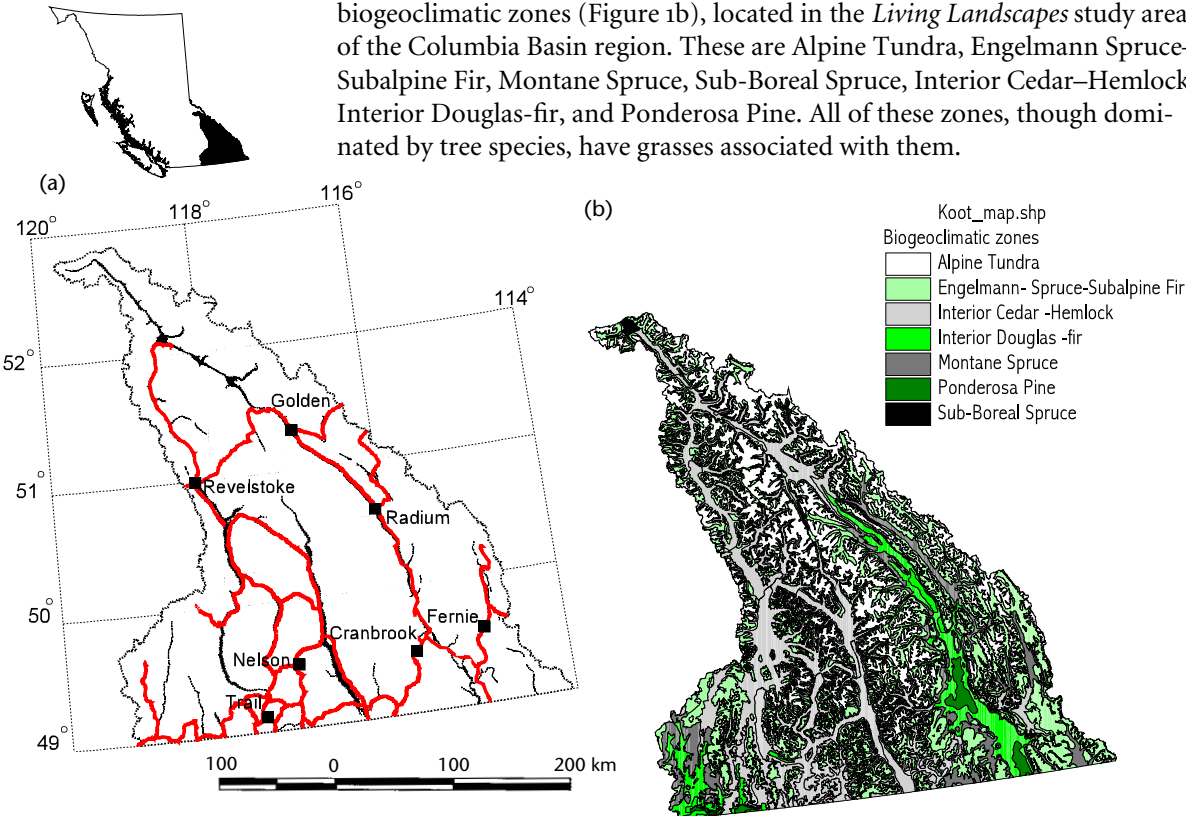 biogeoclimatic zones (Figure 1b), located in the Living Landscapes study area
of the Columbia Basin region. These are Alpine Tundra, Engelmann Spruce–
Subalpine Fir, Montane Spruce, Sub-Boreal Spruce, Interior Cedar–Hemlock
Interior Douglas-fir, and Ponderosa Pine. All of these zones, though domi-
nated by tree species, have grasses associated with them.
(a)
120°
118°
116°
114°
52°
51°
50°
49°
Golden
Revelstoke
Radium
Fernie
Cranbrook
Nelson
Trail
100 0 100 200 km
(b)
Koot_map.shp
Biogeoclimatic zones
Alpine Tundra
Engelmann- Spruce-Subalpine Fir
Interior Cedar -Hemlock
Interior Douglas -fir
Montane Spruce
Ponderosa Pine
Sub-Boreal Spruce